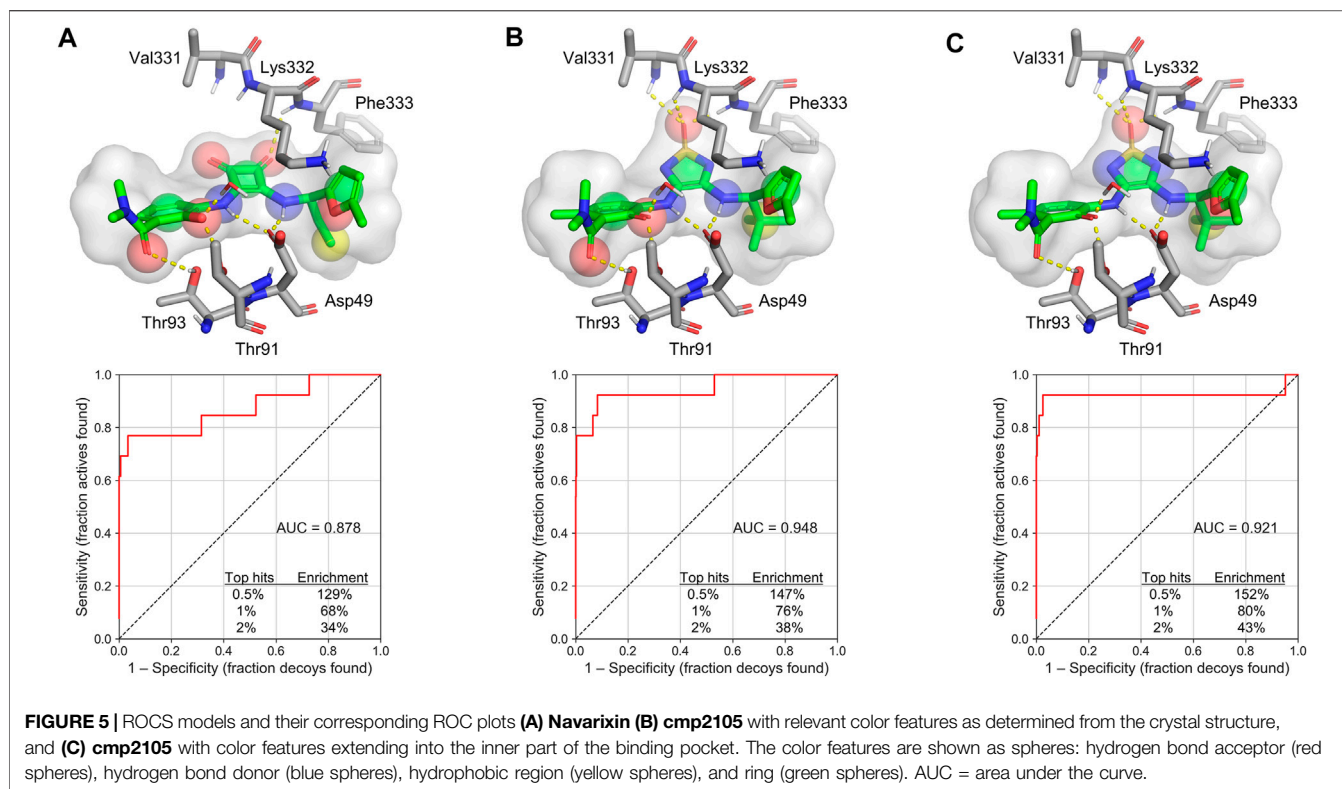 A
Val331
Lys332
Phe333
Asp49
Thr93
Thr91
1.0
0.8
0.6
0.4
0.2
0.0
0.0 0.2 0.4 0.6 0.8 1.0
Sensitivity (fraction actives found)
1 – Specificity (fraction decoys found)
AUC = 0.878
Top hits Enrichment
0.5% 129%
1% 68%
2% 34%
B
Val331
Lys332
Phe333
Asp49
Thr93
Thr91
1.0
0.8
0.6
0.4
0.2
0.0
0.0 0.2 0.4 0.6 0.8 1.0
Sensitivity (fraction actives found)
1 – Specificity (fraction decoys found)
AUC = 0.948
Top hits Enrichment
0.5% 147%
1% 76%
2% 38%
C
Val331
Lys332
Phe333
Asp49
Thr93
Thr91
1.0
0.8
0.6
0.4
0.2
0.0
0.0 0.2 0.4 0.6 0.8 1.0
Sensitivity (fraction actives found)
1 – Specificity (fraction decoys found)
AUC = 0.921
Top hits Enrichment
0.5% 152%
1% 80%
2% 43%
FIGURE 5 | ROCS models and their corresponding ROC plots (A) Navarixin (B) cmp2105 with relevant color features as determined from the crystal structure,
and (C) cmp2105 with color features extending into the inner part of the binding pocket. The color features are shown as spheres: hydrogen bond acceptor (red
spheres), hydrogen bond donor (blue spheres), hydrophobic region (yellow spheres), and ring (green spheres). AUC = area under the curve.